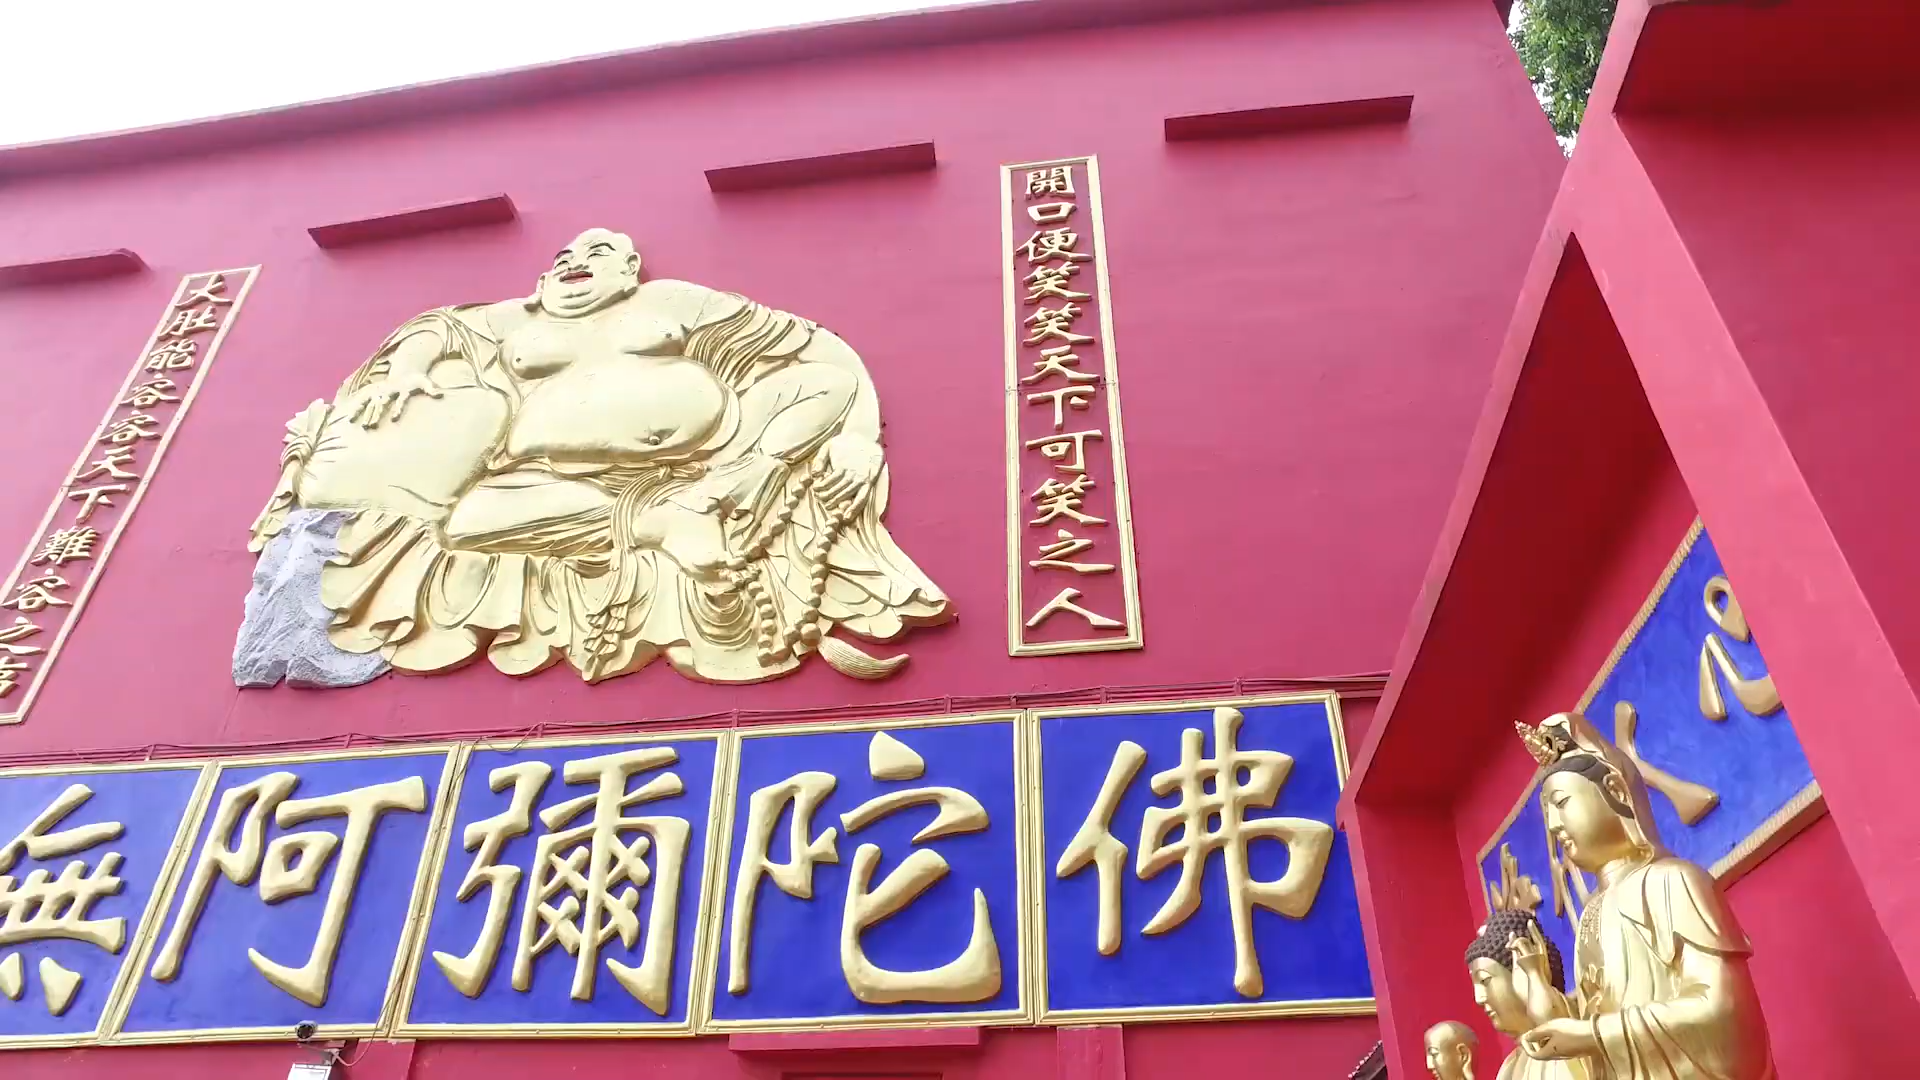 開口便笑笑天下可笑之人
大肚能容容天下難容之
無阿彌陀佛
心